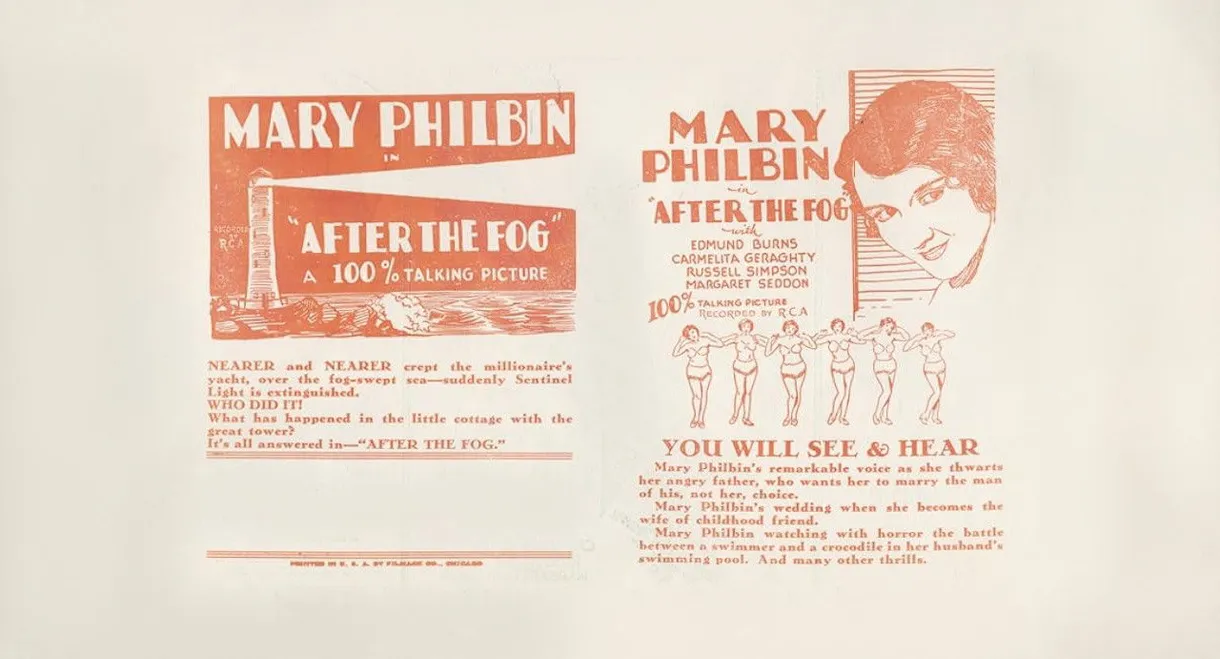 MARY PHILBIN
IN
"AFTER THE FOG"
RECORDED
BY
RCA
A 100% TALKING PICTURE
NEARER and NEARER crept the millionaire's
yacht, over the fog-swept sea—suddenly Sentinel
Light is extinguished.
WHO DID IT!
What has happened in the little cottage with the
great tower?
It's all answered in—"AFTER THE FOG."
PRINTED IN U. S. A. BY FILMACK CO., CHICAGO
MARY
PHILBIN
in
"AFTER THE FOG"
with
EDMUND BURNS
CARMELITA GERAGHTY
RUSSELL SIMPSON
MARGARET SEDDON
100% TALKING PICTURE
RECORDED BY RCA
YOU WILL SEE & HEAR
Mary Philbin's remarkable voice as she thwarts
her angry father, who wants her to marry the man
of his, not her, choice.
Mary Philbin's wedding when she becomes the
wife of childhood friend.
Mary Philbin watching with horror the battle
between a swimmer and a crocodile in her husband's
swimming pool. And many other thrills.